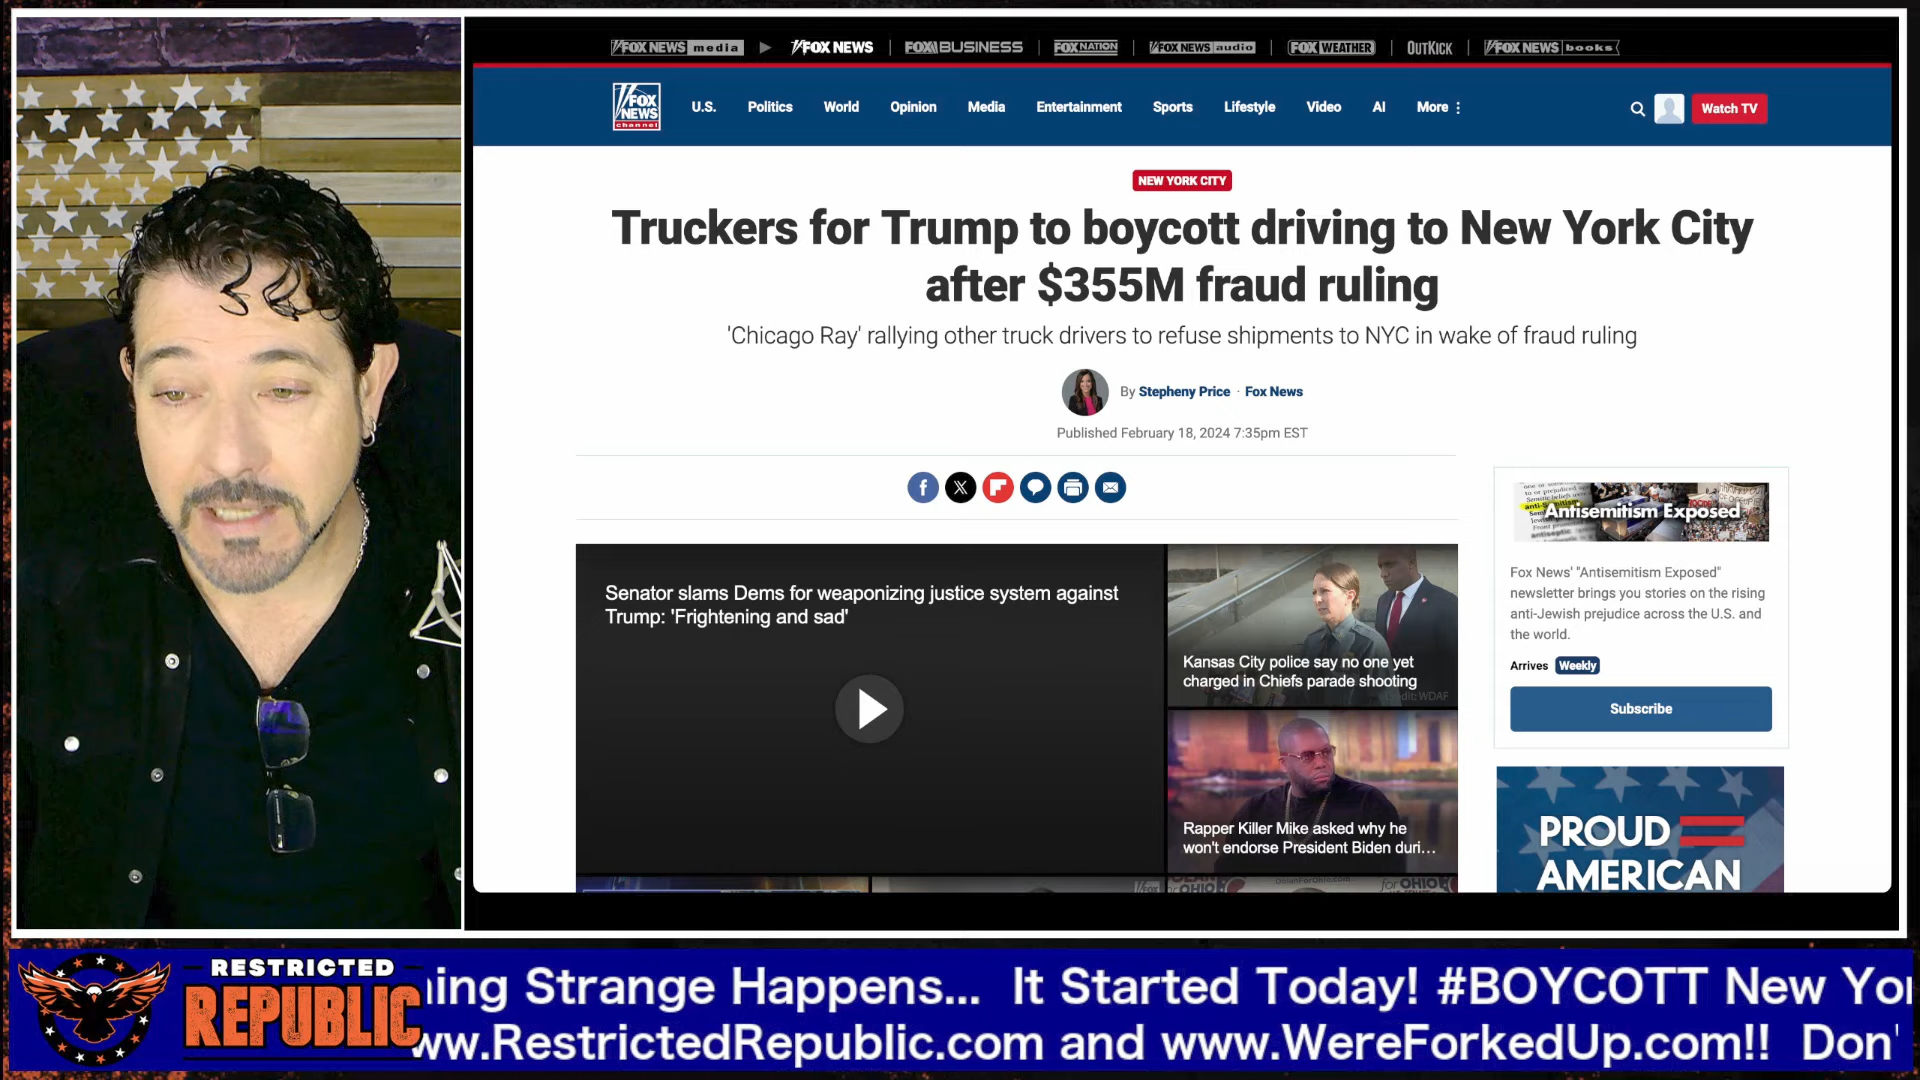 FOX NEWS media
FOX NEWS
FOX BUSINESS
FOX NATION
FOX NEWS audio
FOX WEATHER
OUTKICK
FOX NEWS books
FOX
NEWS
channel
U.S.
Politics
World
Opinion
Media
Entertainment
Sports
Lifestyle
Video
AI
More
Watch TV
NEW YORK CITY
Truckers for Trump to boycott driving to New York City
after $355M fraud ruling
'Chicago Ray' rallying other truck drivers to refuse shipments to NYC in wake of fraud ruling
By Stepheny Price · Fox News
Published February 18, 2024 7:35pm EST
Senator slams Dems for weaponizing justice system against
Trump: 'Frightening and sad'
Kansas City police say no one yet
charged in Chiefs parade shooting
Credit: WDAF
Rapper Killer Mike asked why he
won't endorse President Biden duri...
Antisemitism Exposed
Fox News' "Antisemitism Exposed"
newsletter brings you stories on the rising
anti-Jewish prejudice across the U.S. and
the world.
Arrives Weekly
Subscribe
PROUD
AMERICAN
for OHIO
RESTRICTED
REPUBLIC
ing Strange Happens... It Started Today! #BOYCOTT New Yo
ww.RestrictedRepublic.com and www.WereForkedUp.com!! Don'